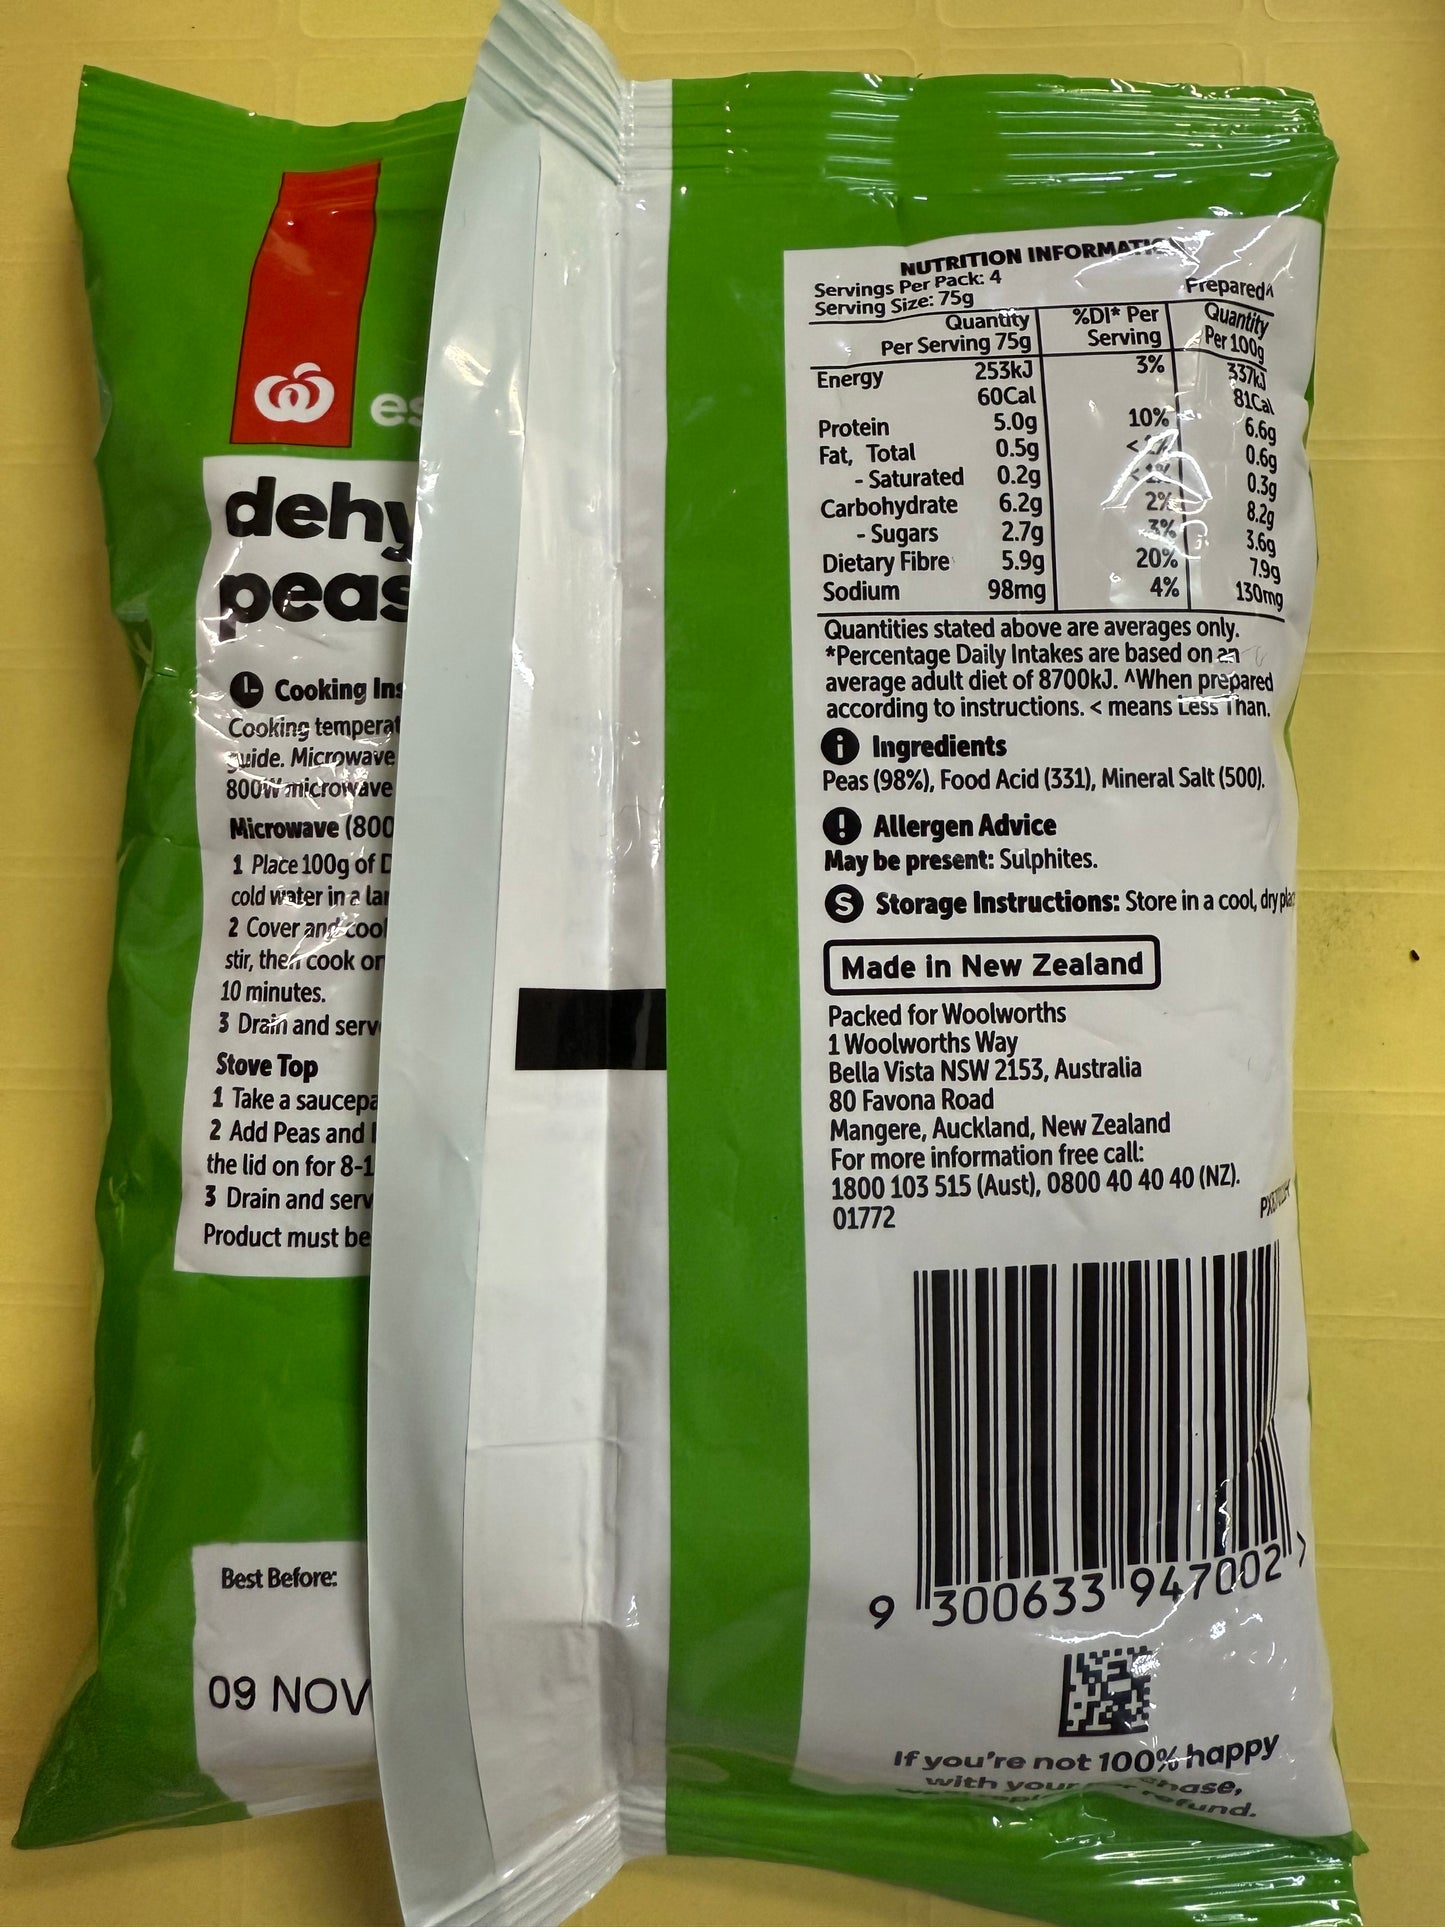 es
dehy
peas
Cooking Ins
Cooking temperat
guide. Microwave
800W microwave
Microwave (800
1 Place 100g of D
cold water in a lar
2 Cover and cool
stir, then cook on
10 minutes.
3 Drain and serv
Stove Top
1 Take a saucepa
2 Add Peas and
the lid on for 8-1
3 Drain and serv
Product must be
Best Before:
09 NOV
NUTRITION INFORMATIO
Servings Per Pack: 4
Serving Size: 75g
Prepared^
Quantity Per Serving 75g %DI* Per Serving Quantity Per 100g
Energy 253kJ 3% 337kJ
60Cal 81Cal
Protein 5.0g 10% 6.6g
Fat, Total 0.5g <1% 0.6g
- Saturated 0.2g <1% 0.3g
Carbohydrate 6.2g 2% 8.2g
- Sugars 2.7g 3% 3.6g
Dietary Fibre 5.9g 20% 7.9g
Sodium 98mg 4% 130mg
Quantities stated above are averages only.
*Percentage Daily Intakes are based on an
average adult diet of 8700kJ. ^When prepared
according to instructions. < means Less Than.
i Ingredients
Peas (98%), Food Acid (331), Mineral Salt (500).
! Allergen Advice
May be present: Sulphites.
S Storage Instructions: Store in a cool, dry plac
Made in New Zealand
Packed for Woolworths
1 Woolworths Way
Bella Vista NSW 2153, Australia
80 Favona Road
Mangere, Auckland, New Zealand
For more information free call:
1800 103 515 (Aust), 0800 40 40 40 (NZ).
01772
9 300633 947002 >
If you're not 100% happy
with your
refund.